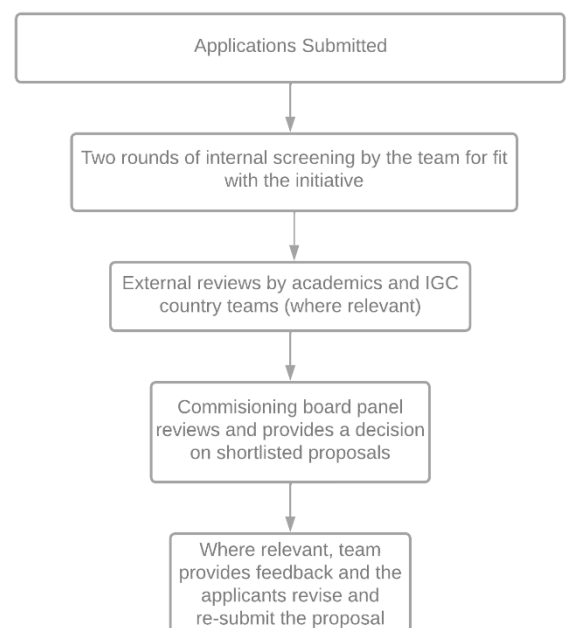 Applications Submitted
Two rounds of internal screening by the team for fit
with the initiative
External reviews by academics and IGC
country teams (where relevant)
Commisioning board panel
reviews and provides a decision
on shortlisted proposals
Where relevant, team
provides feedback and the
applicants revise and
re-submit the proposal